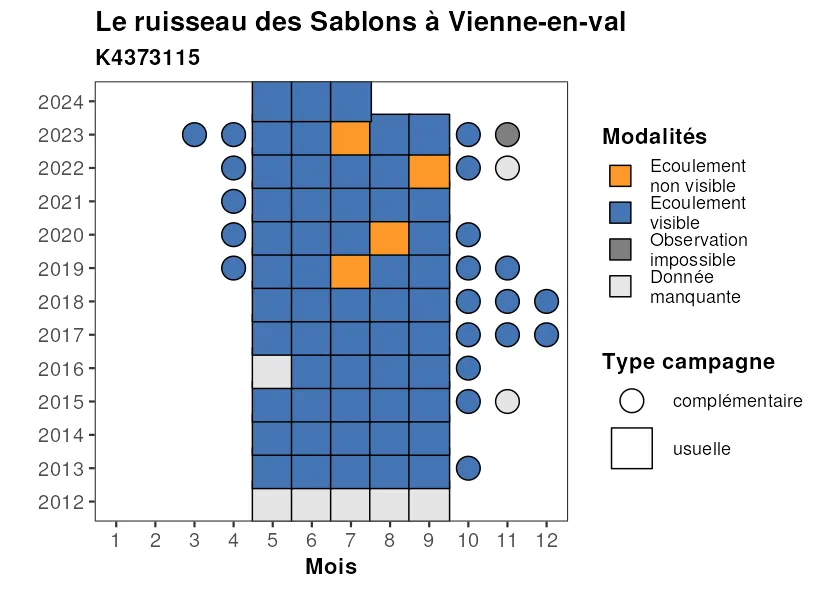 Le ruisseau des Sablons à Vienne-en-val
K4373115
2024
2023
2022
2021
2020
2019
2018
2017
2016
2015
2014
2013
2012
1 2 3 4 5 6 7 8 9 10 11 12
Mois
Modalités
Ecoulement
non visible
Ecoulement
visible
Observation
impossible
Donnée
manquante
Type campagne
complémentaire
usuelle